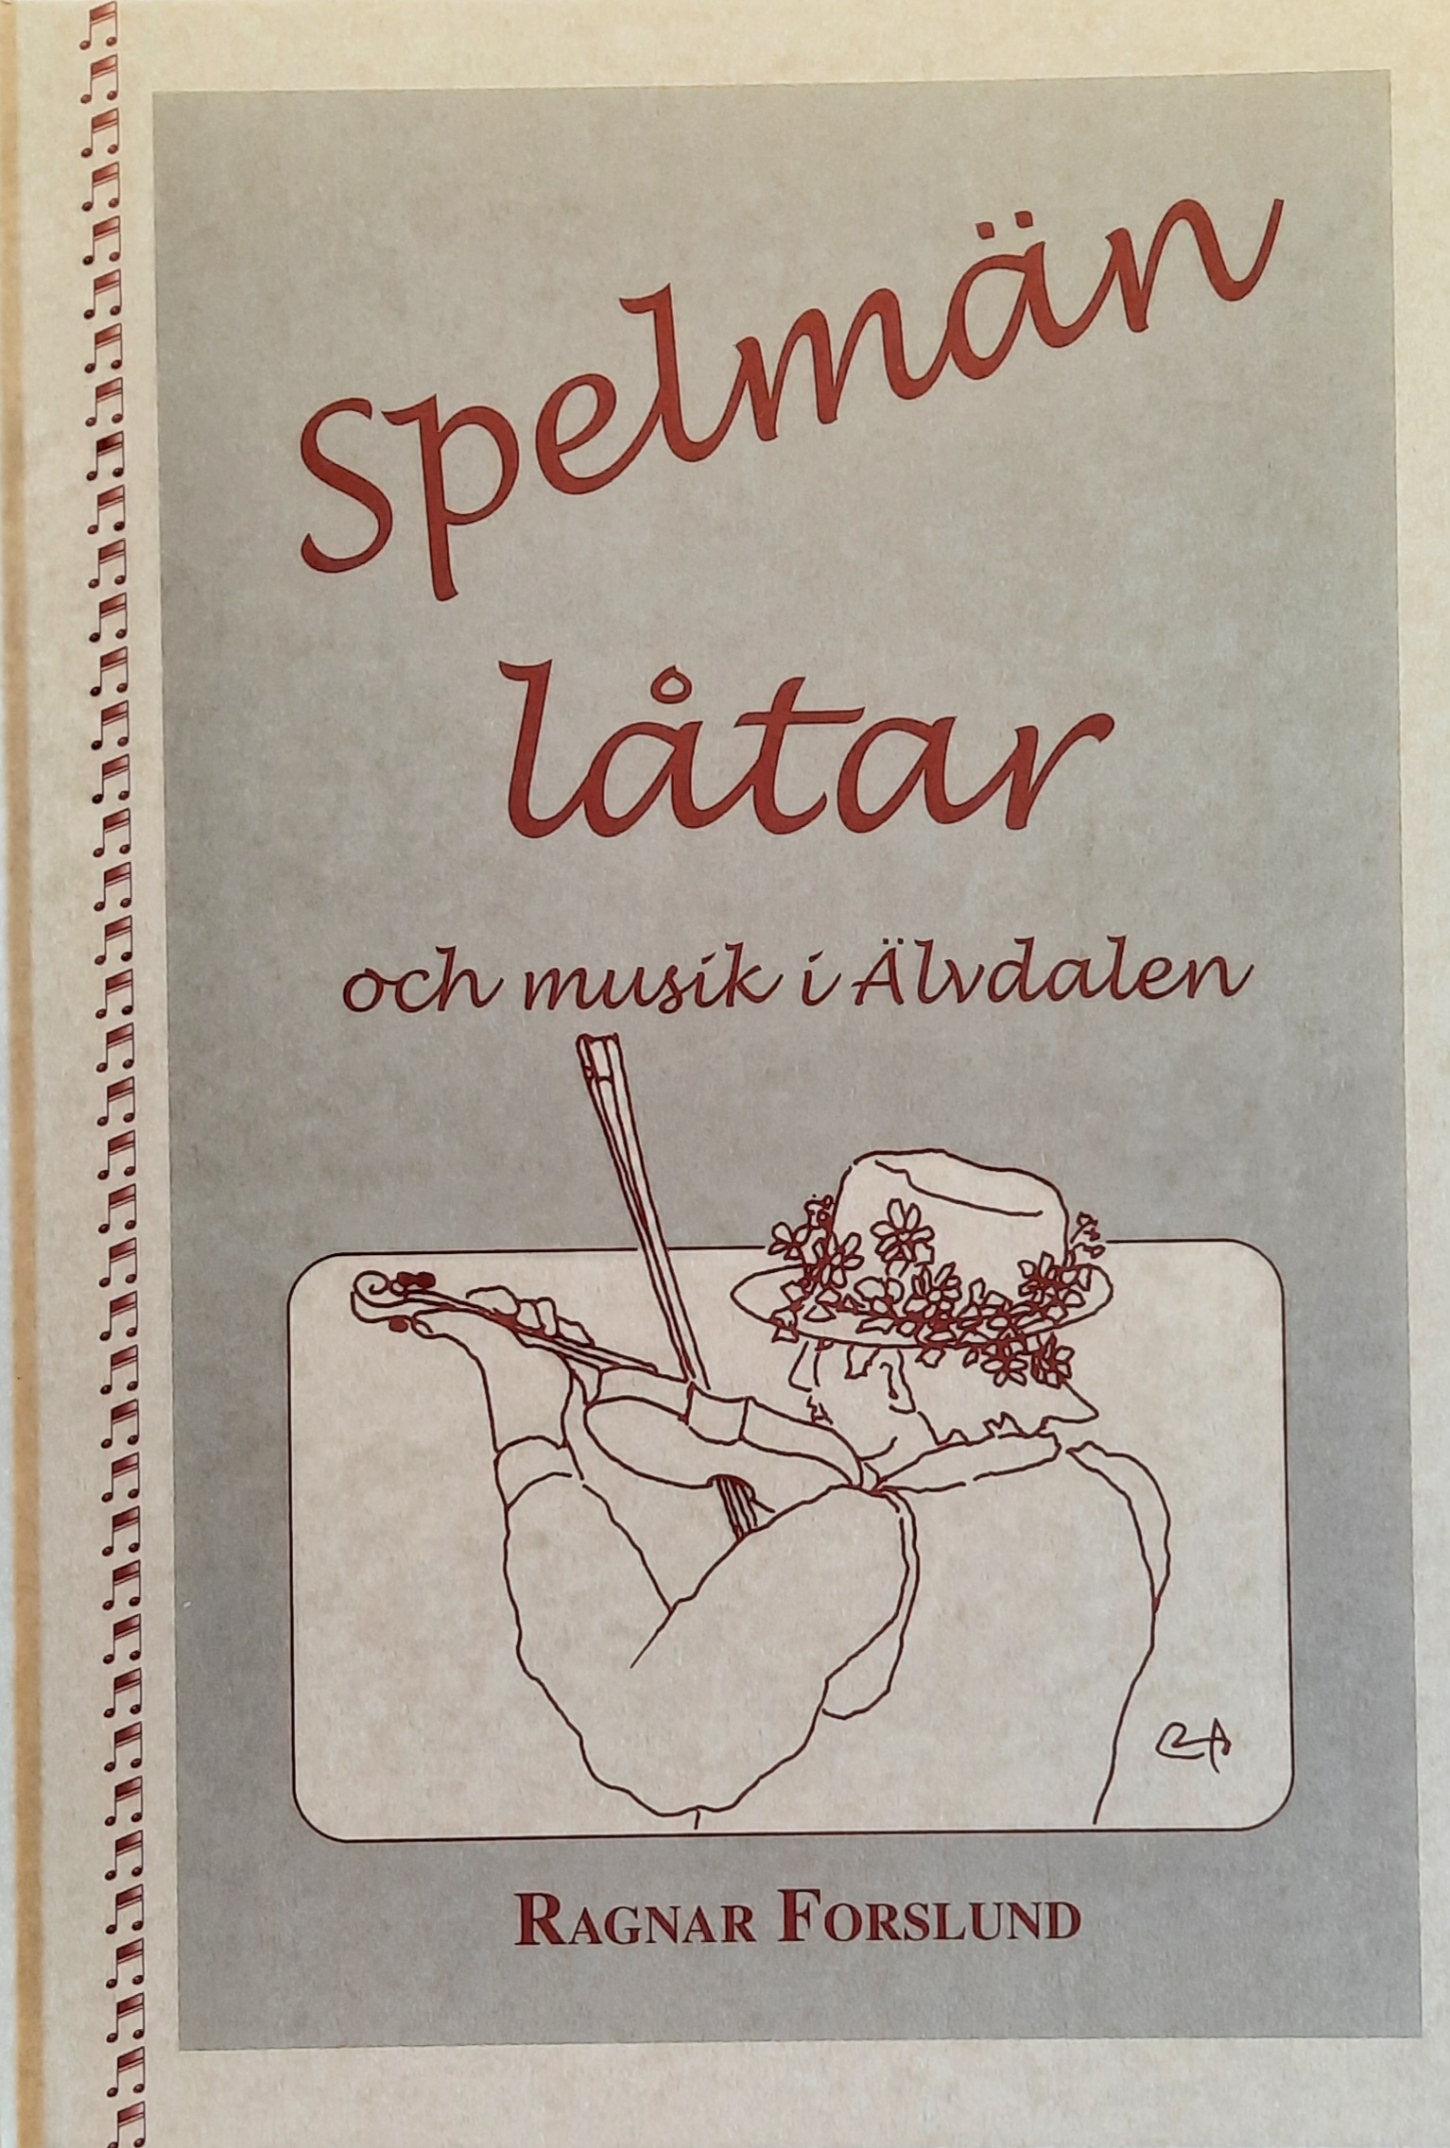 Spelmän
låtar
och musik i Älvdalen
RAGNAR FORSLUND